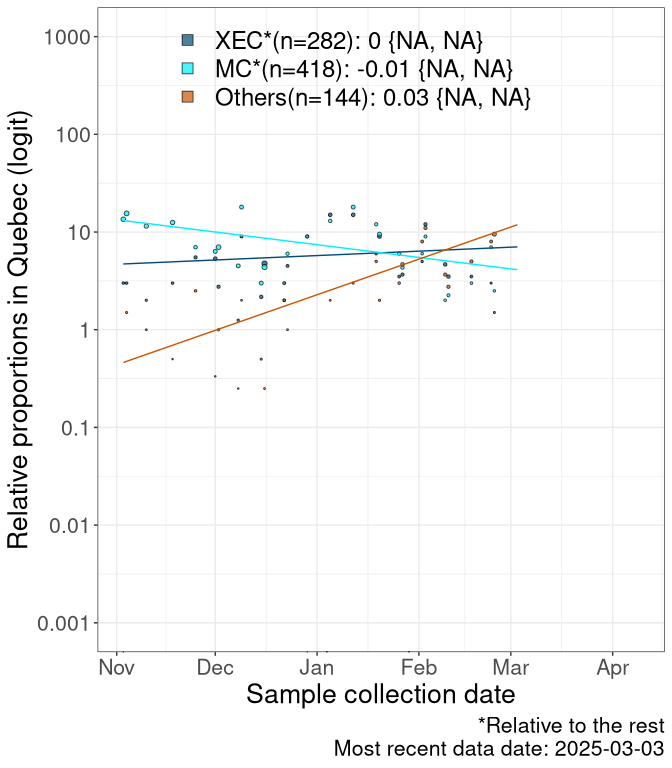 XEC*(n=282): 0 {NA, NA}
MC*(n=418): -0.01 {NA, NA}
Others(n=144): 0.03 {NA, NA}
Relative proportions in Quebec (logit)
1000
100
10
1
0.1
0.01
0.001
Nov Dec Jan Feb Mar Apr
Sample collection date
*Relative to the rest
Most recent data date: 2025-03-03